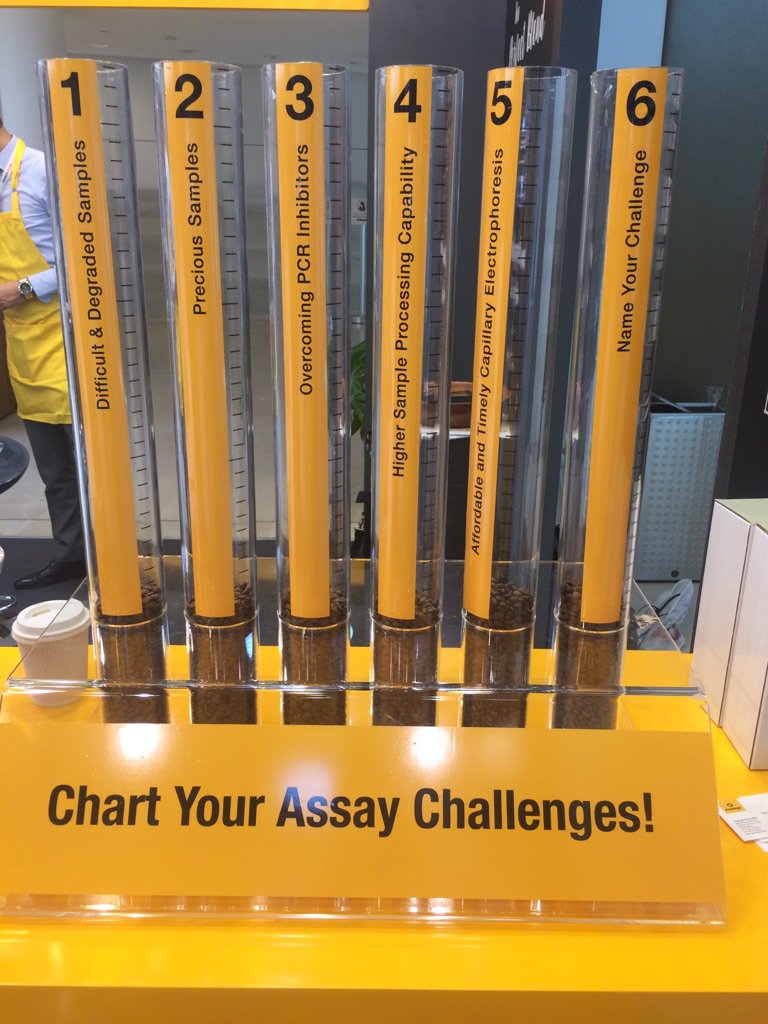 1
Difficult & Degraded Samples
2
Precious Samples
3
Overcoming PCR Inhibitors
4
Higher Sample Processing Capability
5
Affordable and Timely Capillary Electrophoresis
6
Name Your Challenge
Chart Your Assay Challenges!